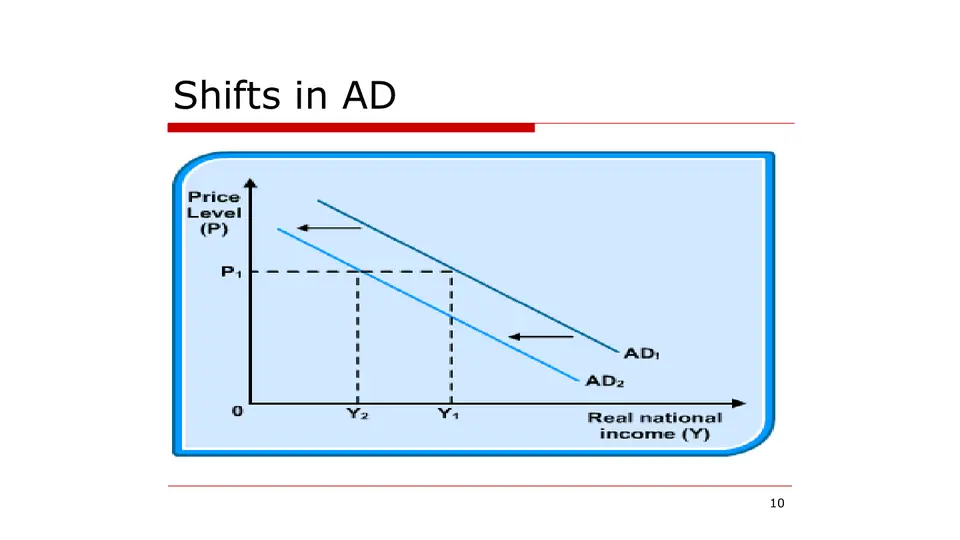 Shifts in AD
Price
Level
(P)
P₁
AD₁
AD₂
0
Y₂
Y₁
Real national
income (Y)
10